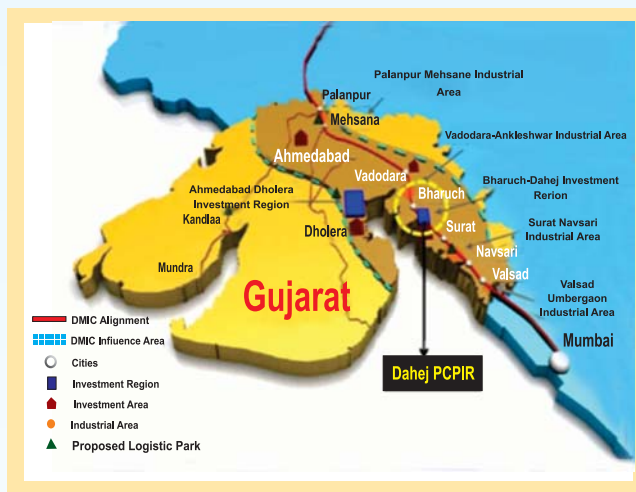 Palanpur Mehsane Industrial
Area
Palanpur
Mehsana
Vadodara-Ankleshwar Industrial Area
Ahmedabad
Vadodara
Bharuch-Dahej Investment
Rerion
Ahmedabad Dholera
Investment Region
Bharuch
Kandlaa
Surat
Surat Navsari
Industrial Area
Dholera
Navsari
Mundra
Valsad
Valsad
Umbergaon
Industrial Area
Gujarat
Mumbai
DMIC Alignment
DMIC Infiuence Area
Cities
Investment Region
Investment Area
Industrial Area
Proposed Logistic Park
Dahej PCPIR